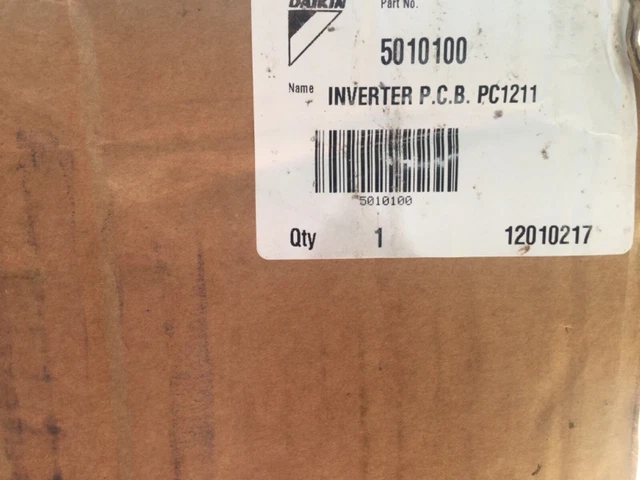 DAIKIN
Part No.
5010100
Name INVERTER P.C.B. PC1211
5010100
Qty 1 12010217